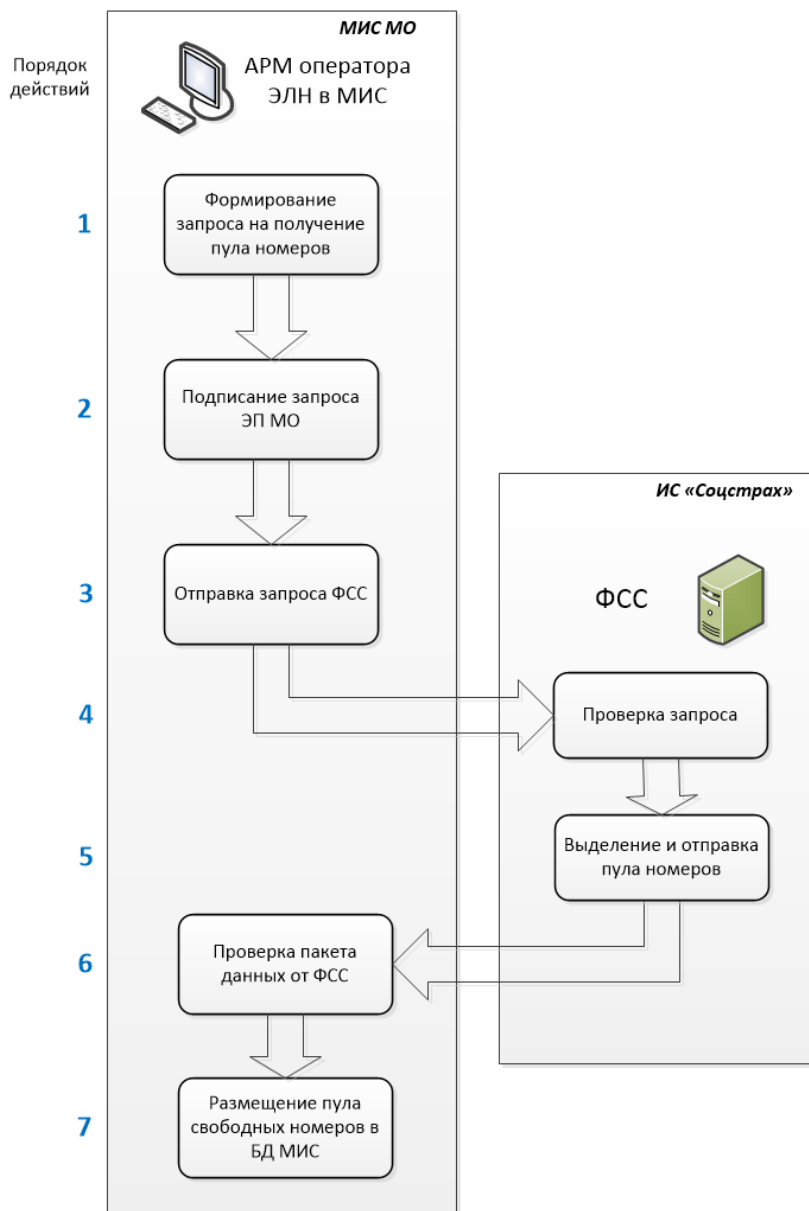 МИС МО
Порядок
действий
АРМ оператора
ЭЛН в МИС
1
Формирование
запроса на получение
пула номеров
2
Подписание запроса
ЭП МО
ИС «Соцстрах»
3
Отправка запроса ФСС
ФСС
4
Проверка запроса
5
Выделение и отправка
пула номеров
6
Проверка пакета
данных от ФСС
7
Размещение пула
свободных номеров в
БД МИС